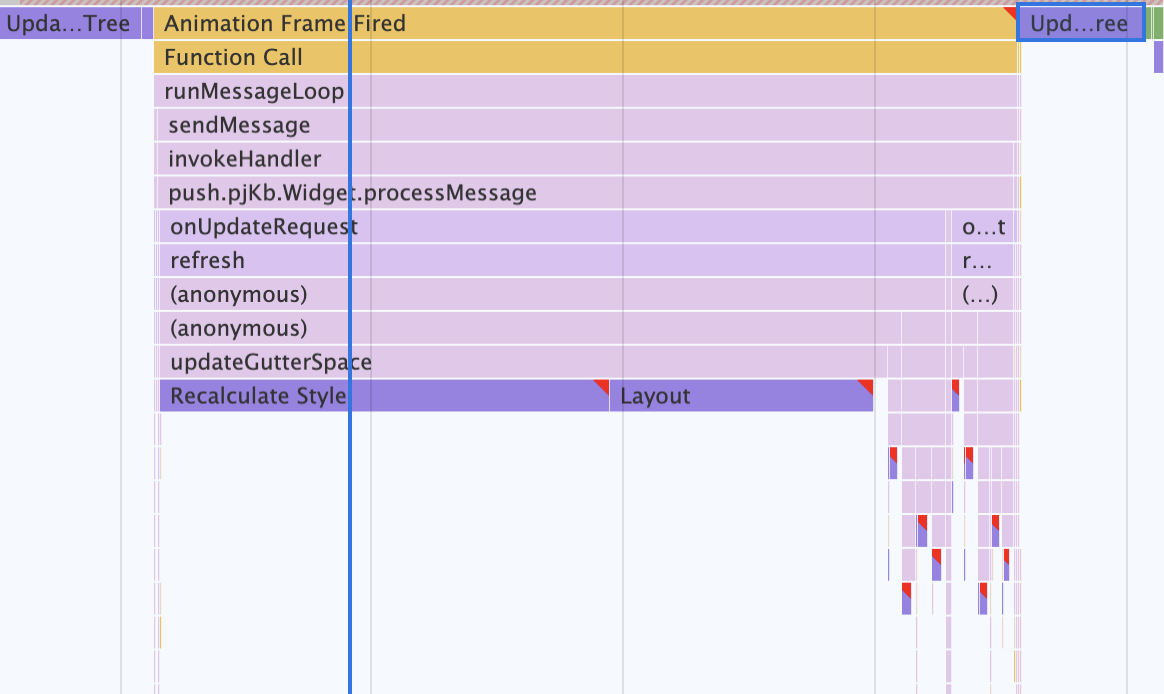 Upda...Tree Animation Frame Fired Upd...ree
Function Call
runMessageLoop
sendMessage
invokeHandler
push.pjKb.Widget.processMessage
onUpdateRequest o...t
refresh r...
(anonymous) (...)
(anonymous)
updateGutterSpace
Recalculate Style Layout